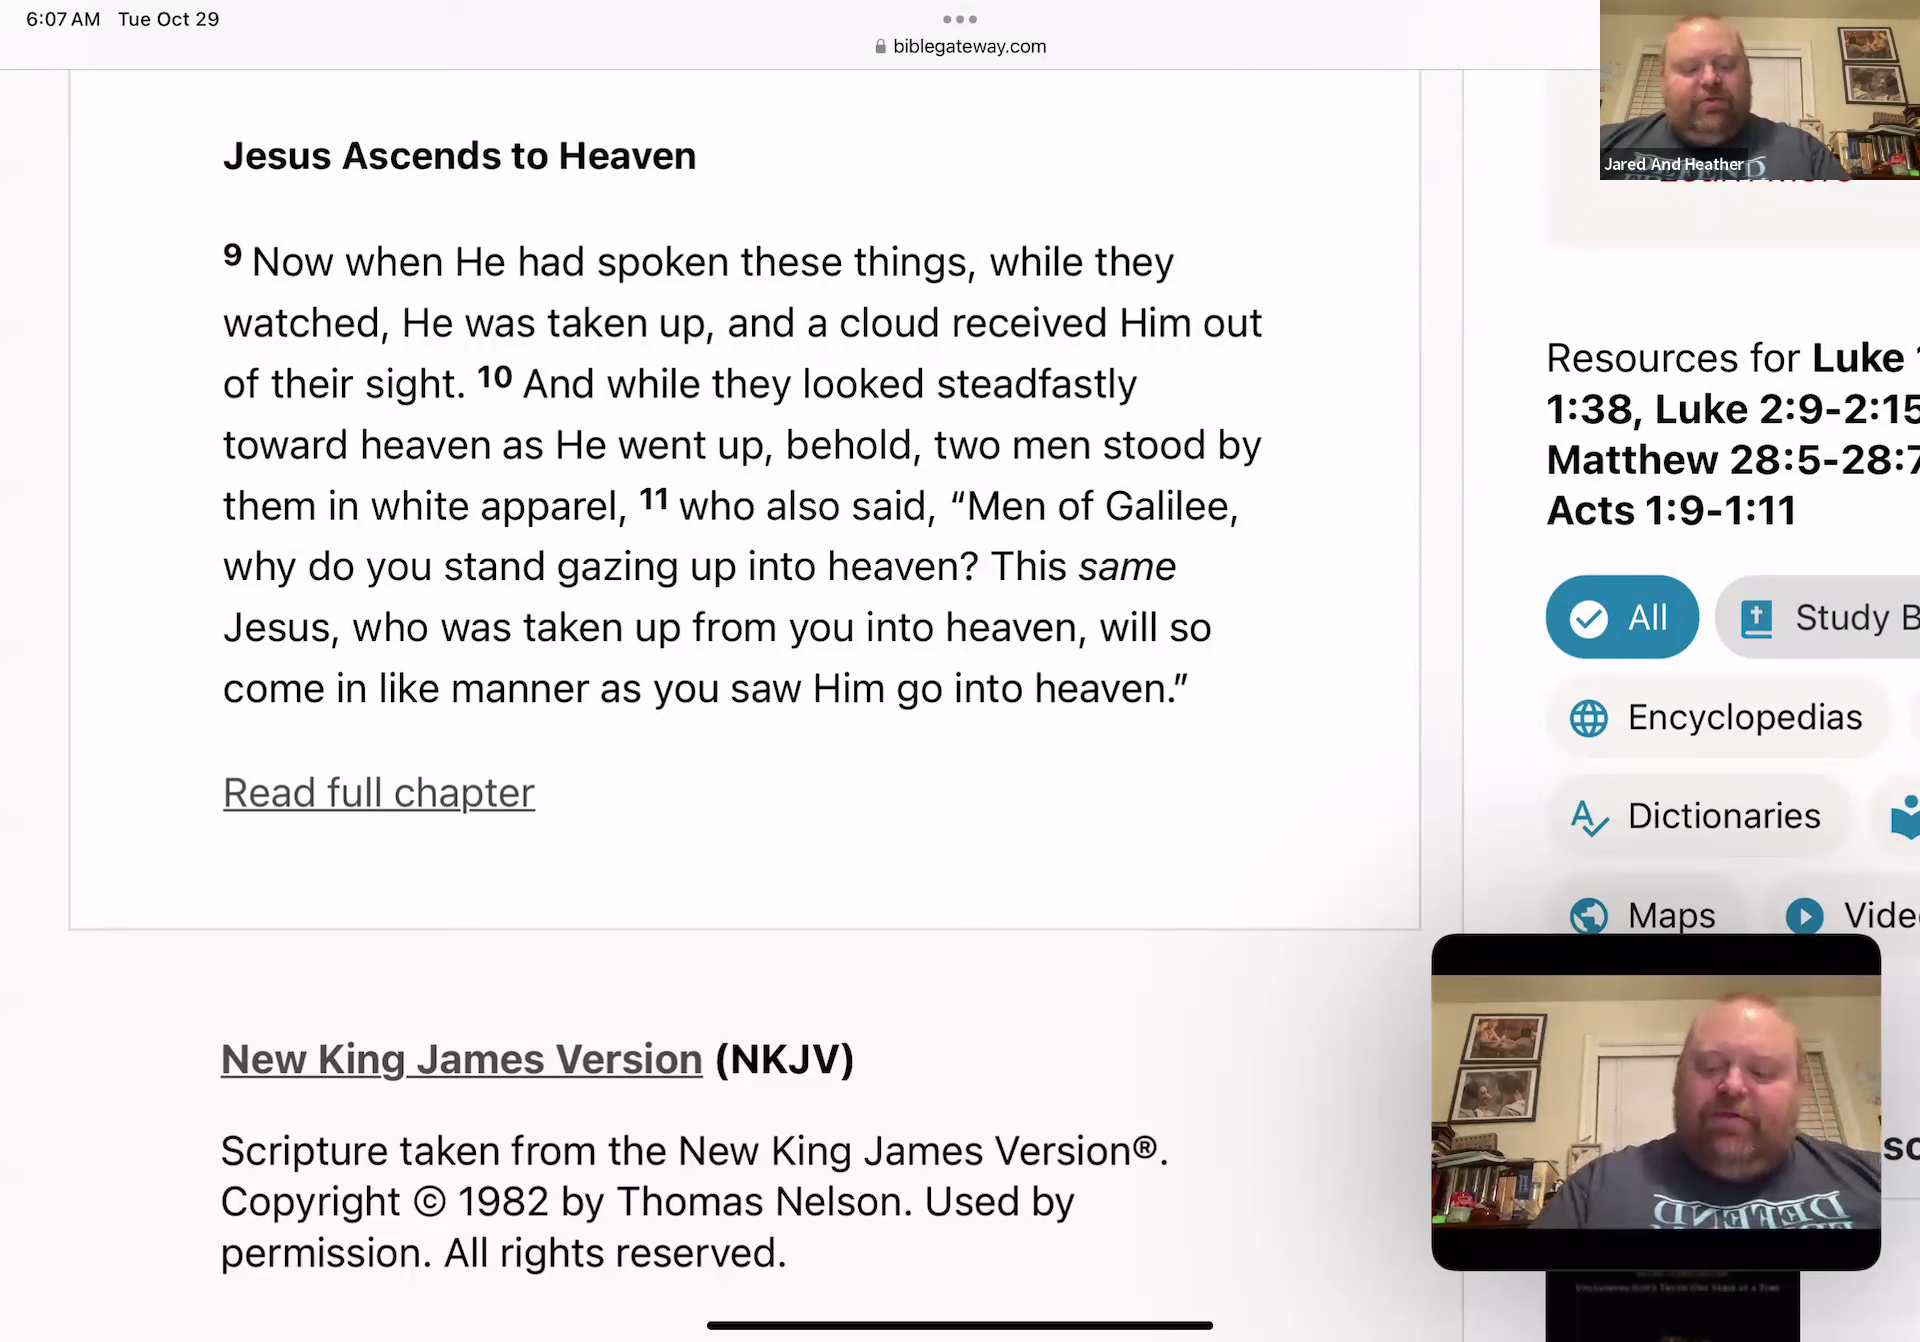 6:07 AM Tue Oct 29
biblegateway.com
Jesus Ascends to Heaven
9 Now when He had spoken these things, while they
watched, He was taken up, and a cloud received Him out
of their sight. 10 And while they looked steadfastly
toward heaven as He went up, behold, two men stood by
them in white apparel, 11 who also said, “Men of Galilee,
why do you stand gazing up into heaven? This same
Jesus, who was taken up from you into heaven, will so
come in like manner as you saw Him go into heaven.”
Read full chapter
New King James Version (NKJV)
Scripture taken from the New King James Version®.
Copyright © 1982 by Thomas Nelson. Used by
permission. All rights reserved.
Jared And Heather
DEFEND
Resources for Luke 1
1:38, Luke 2:9-2:15
Matthew 28:5-28:7
Acts 1:9-1:11
All
Study B
Encyclopedias
Dictionaries
Maps
Vide
DEFEND